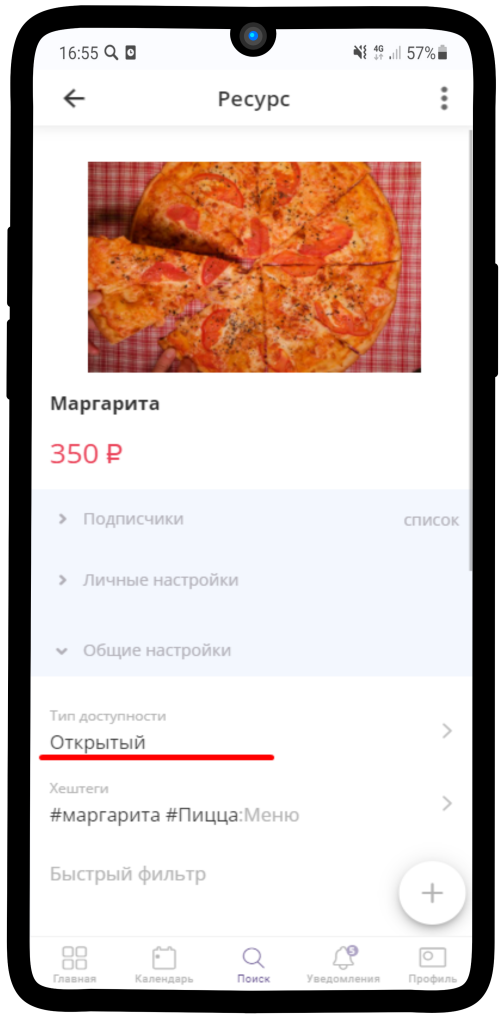 16:55 4G 57%
Ресурс
Маргарита
350 ₽
Подписчики список
Личные настройки
Общие настройки
Тип доступности
Открытый
Хештеги
#маргарита #Пицца:Меню
Быстрый фильтр
5
Главная Календарь Поиск Уведомления Профиль